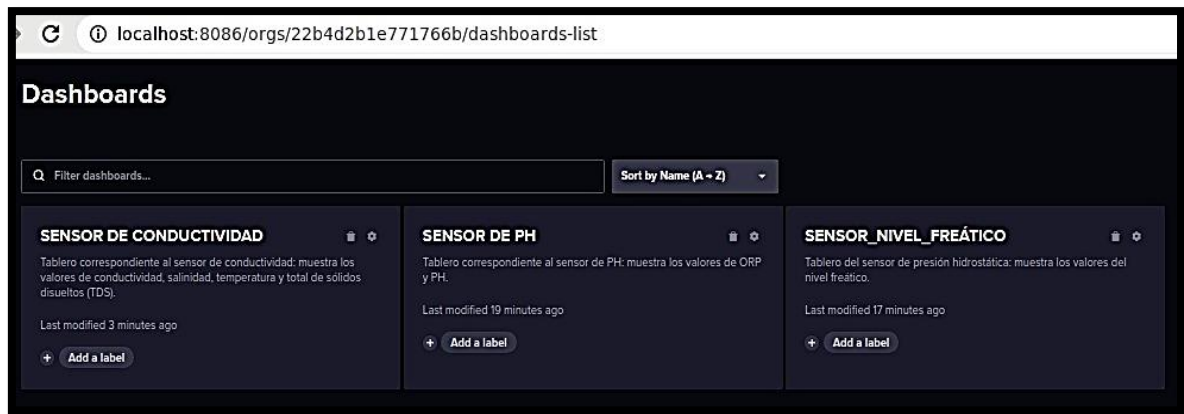 localhost:8086/orgs/22b4d2b1e771766b/dashboards-list
Dashboards
Filter dashboards...
Sort by Name (A → Z)
SENSOR DE CONDUCTIVIDAD
Tablero correspondiente al sensor de conductividad: muestra los
valores de conductividad, salinidad, temperatura y total de sólidos
disueltos (TDS).
Last modified 3 minutes ago
+ Add a label
SENSOR DE PH
Tablero correspondiente al sensor de PH: muestra los valores de ORP
y PH.
Last modified 19 minutes ago
+ Add a label
SENSOR_NIVEL_FREÁTICO
Tablero del sensor de presión hidrostática: muestra los valores del
nivel freático.
Last modified 17 minutes ago
+ Add a label